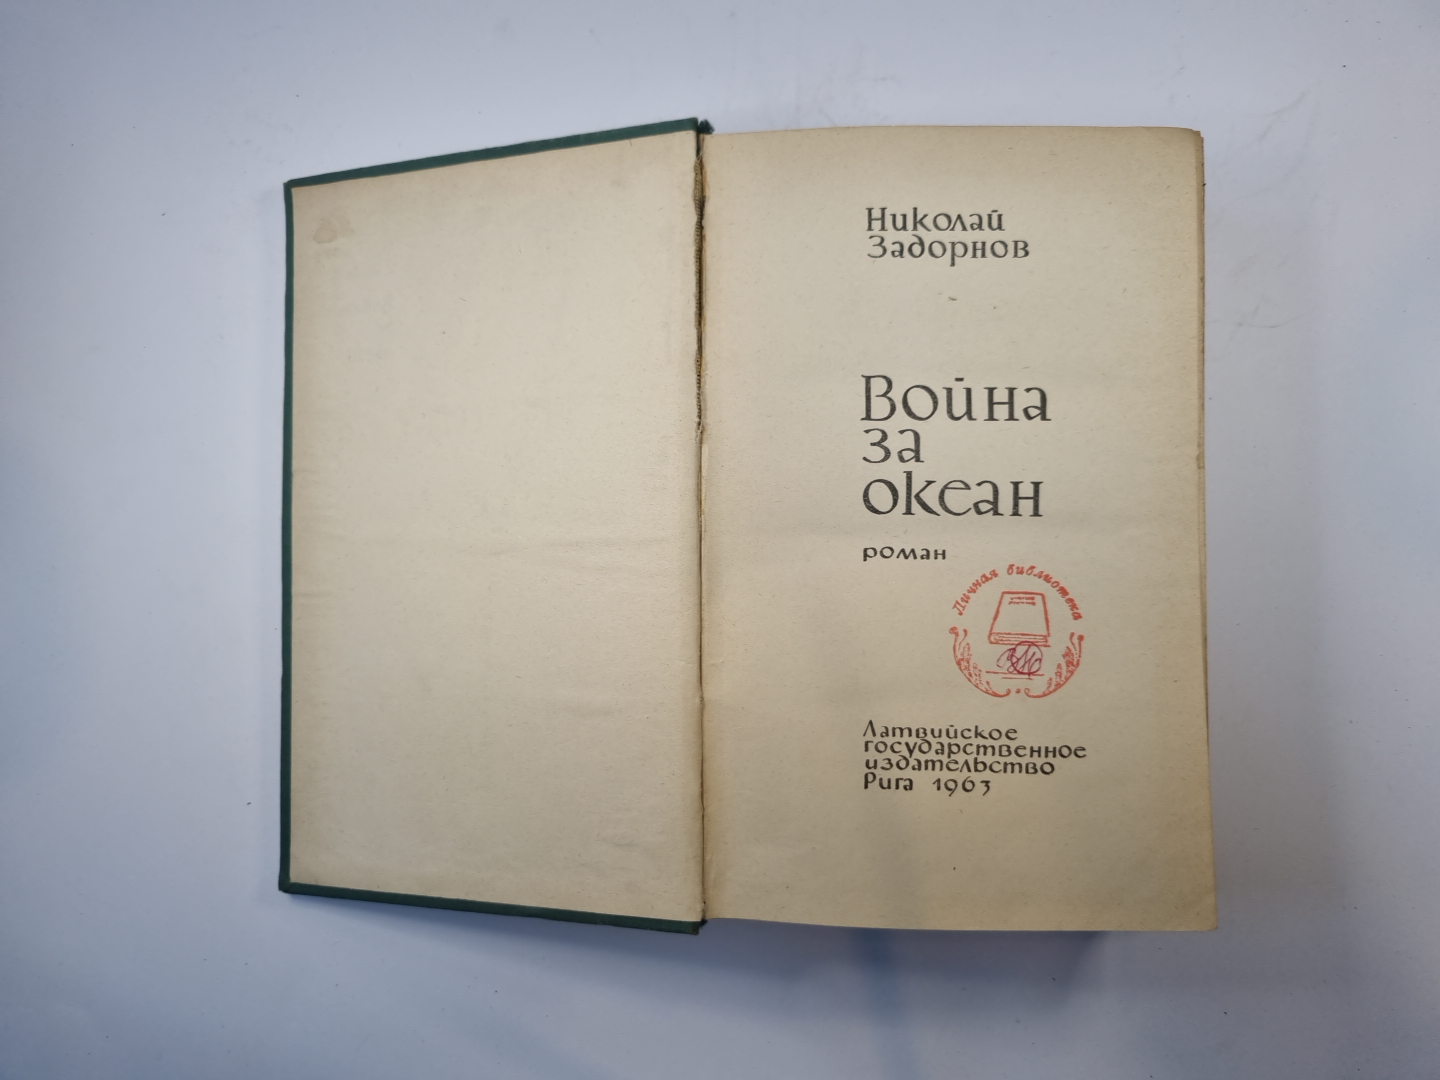 Николай
Задорнов
Война
за
океан
роман
Личная библиотека
Латвийское
государственное
издательство
Рига 1963